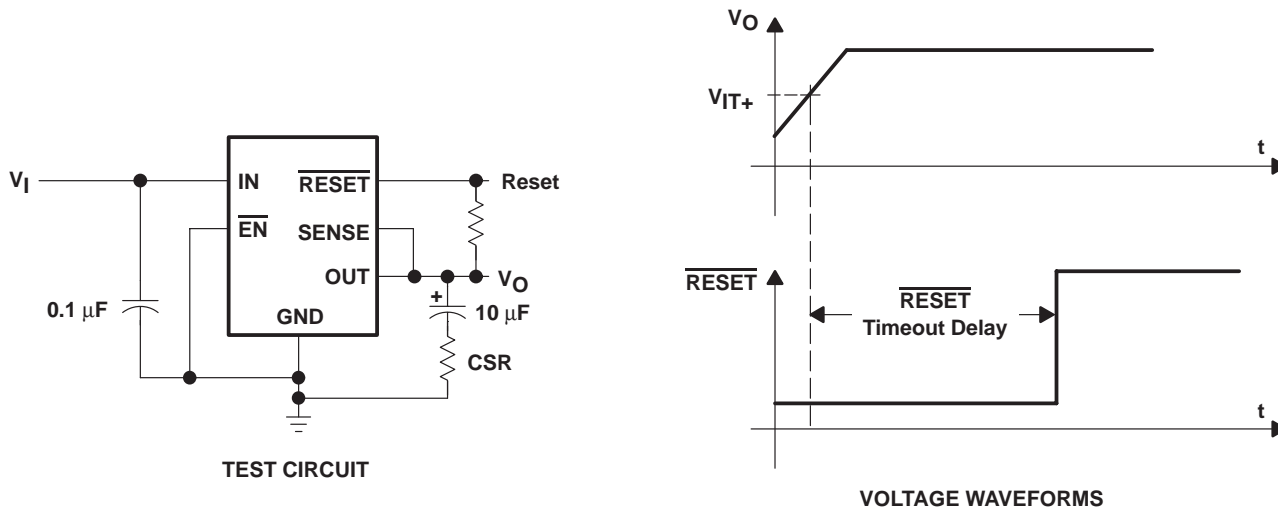 VI
IN
RESET
Reset
EN
SENSE
OUT
VO
0.1 μF
GND
+
10 μF
CSR
TEST CIRCUIT
VO
VIT+
t
RESET
RESET
Timeout Delay
t
VOLTAGE WAVEFORMS